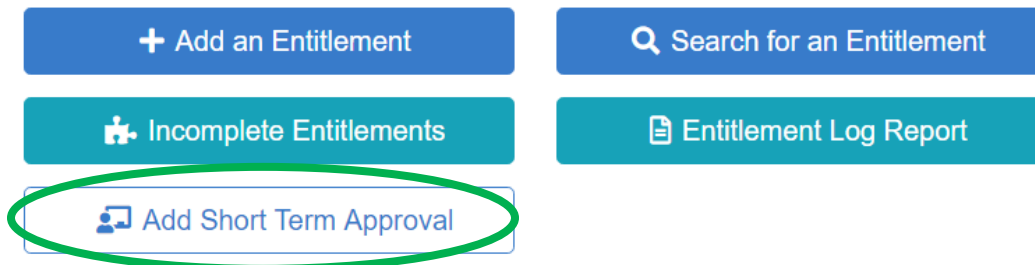 Add an Entitlement
Search for an Entitlement
Incomplete Entitlements
Entitlement Log Report
Add Short Term Approval